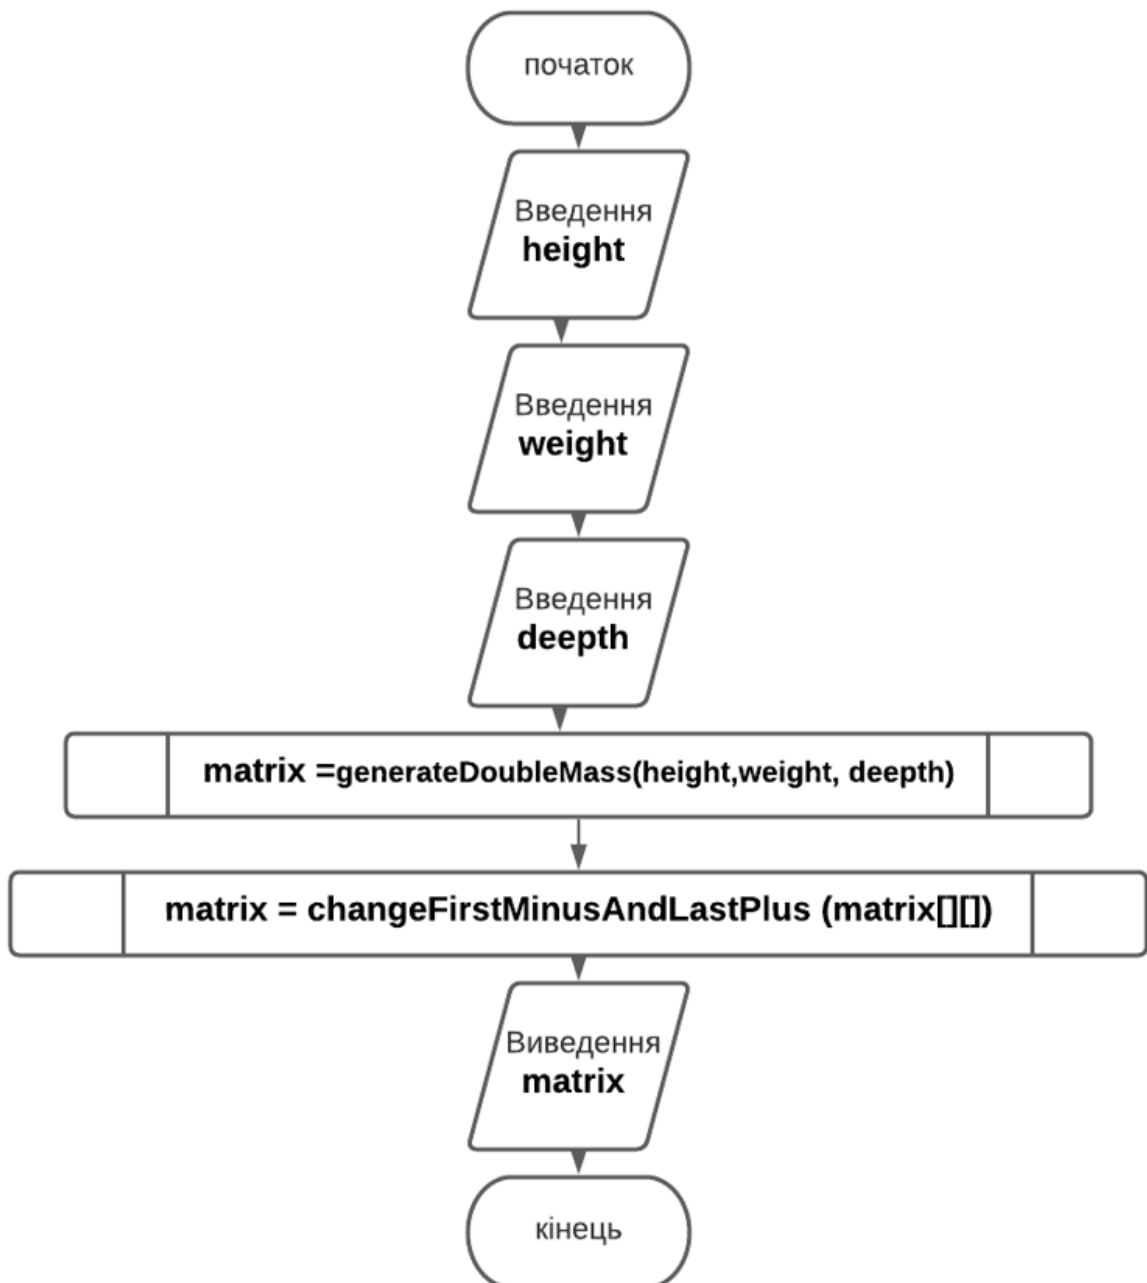 початок
Введення
height
Введення
weight
Введення
deepth
matrix =generateDoubleMass(height,weight, deepth)
matrix = changeFirstMinusAndLastPlus (matrix[][])
Виведення
matrix
кінець